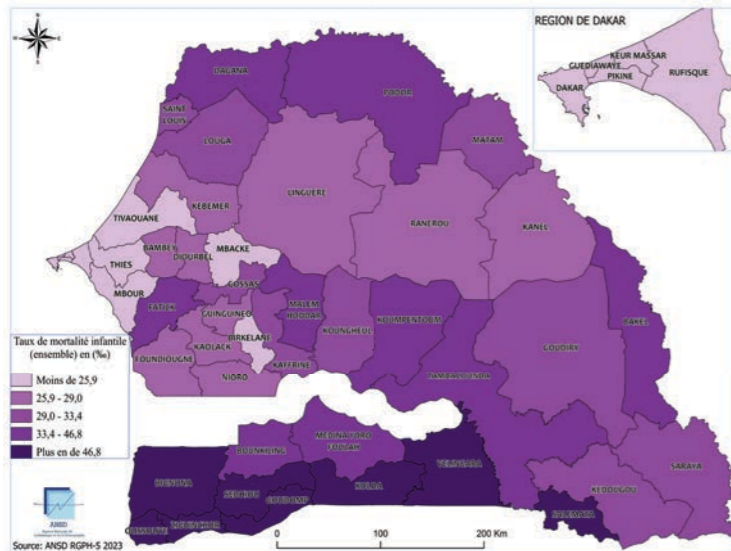 REGION DE DAKAR
KEUR MASSAR
GUEDIAWAYE
RUFISQUE
PIKINE
DAKAR
N
DAGANA
PODOR
SAINT
LOUIS
LOUGA
MATAM
LINGUERE
KEBEMER
KANEL
RANEROU
TIVAOUANE
MBACKE
BAMBEY
DIOURBEL
THIES
GOSSAS
MBOUR
FATICK
MALEM
HODDAR
KOUMPENTOUM
BAKEL
GUINGUINEO
KOUNGHEUL
BIRKELANE
GOUDIRY
KAOLACK
FOUNDIOUGNE
KAFFRINE
NIORO
TAMBACOUNDA
Taux de mortalité infantile
(ensemble) en (‰)
Moins de 25,9
25,9 - 29,0
29,0 - 33,4
33,4 - 46,8
Plus en de 46,8
MEDINA YORO
FOULAH
BOUNKILING
VELINGARA
SARAYA
BIGNONA
KOLDA
KEDOUGOU
SEDHIOU
GOUDOMP
SALEMATA
OUSSOUYE
ZIGUINCHOR
ANSD
0 100 200 Km
Source: ANSD RGPH-5 2023